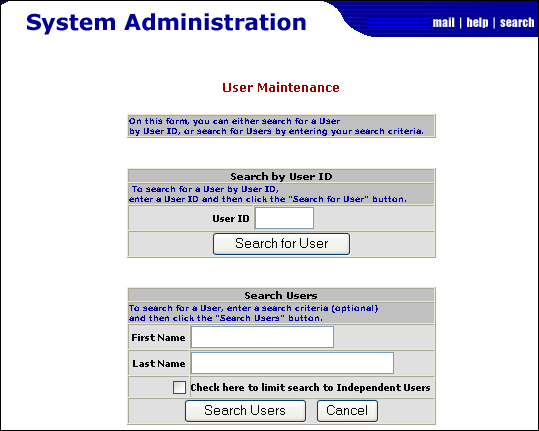 System Administration
mail | help | search
User Maintenance
On this form, you can either search for a User
by User ID, or search for Users by entering your search criteria.
Search by User ID
To search for a User by User ID,
enter a User ID and then click the "Search for User" button.
User ID
Search for User
Search Users
To search for a User, enter a search criteria (optional)
and then click the "Search Users" button.
First Name
Last Name
Check here to limit search to Independent Users
Search Users Cancel